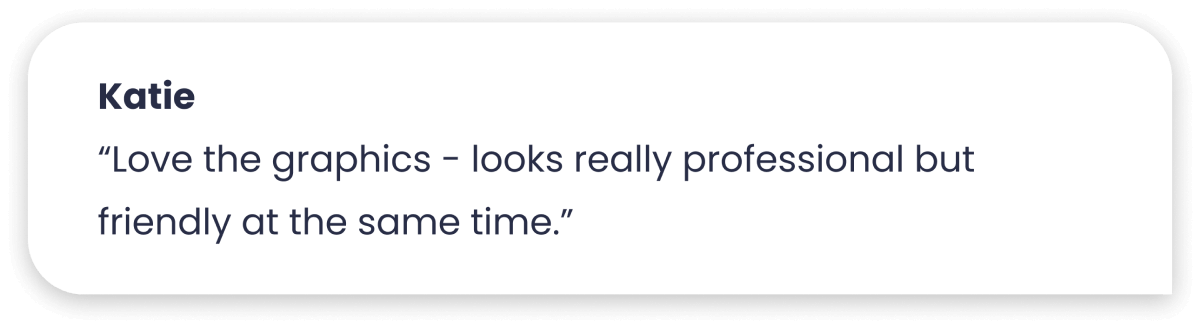 Katie
“Love the graphics - looks really professional but
friendly at the same time.”